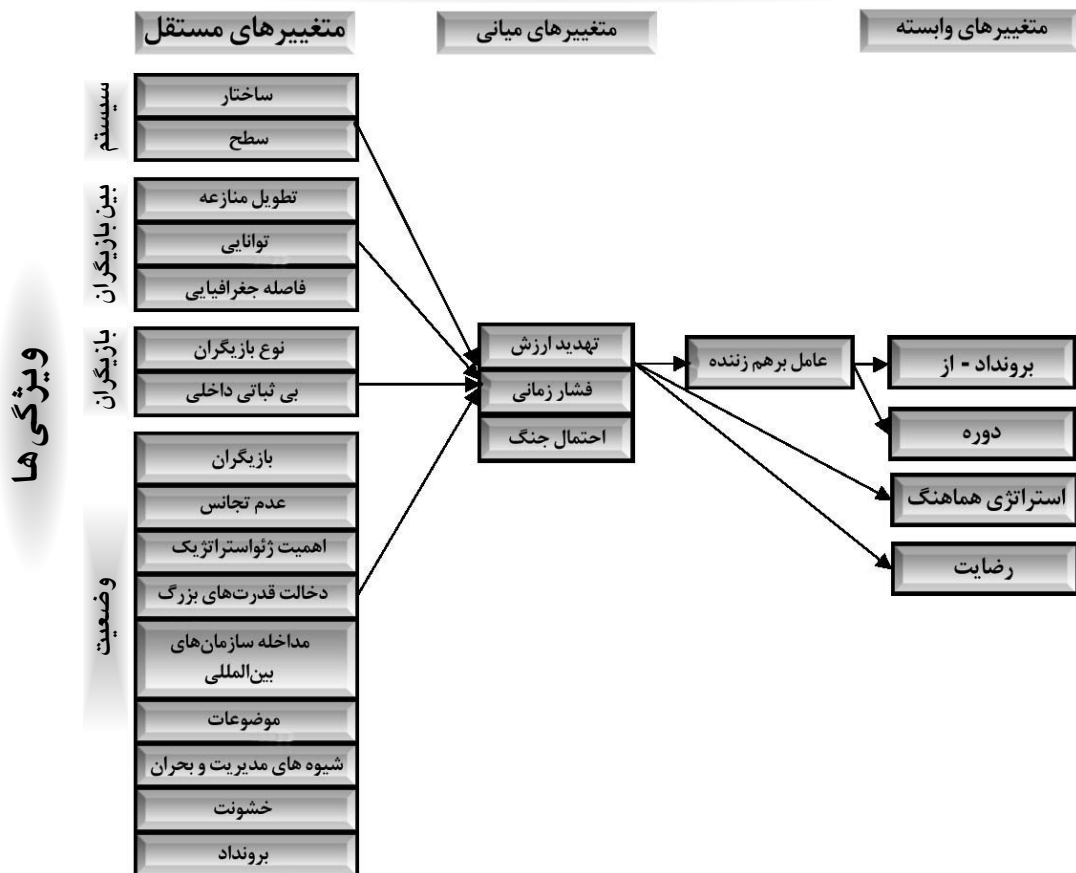 متغییرهای مستقل
متغییرهای میانی
متغییرهای وابسته
ویژگی ها
سیستم
ساختار
سطح
بین بازیگران
تطویل منازعه
توانایی
فاصله جغرافیایی
بازیگران
نوع بازیگران
بی ثباتی داخلی
وضعیت
بازیگران
عدم تجانس
اهمیت ژئواستراتژیک
دخالت قدرت‌های بزرگ
مداخله سازمان‌های
بین‌المللی
موضوعات
شیوه های مدیریت و بحران
خشونت
برونداد
تهدید ارزش
فشار زمانی
احتمال جنگ
عامل برهم زننده
برونداد - از
دوره
استراتژی هماهنگ
رضایت